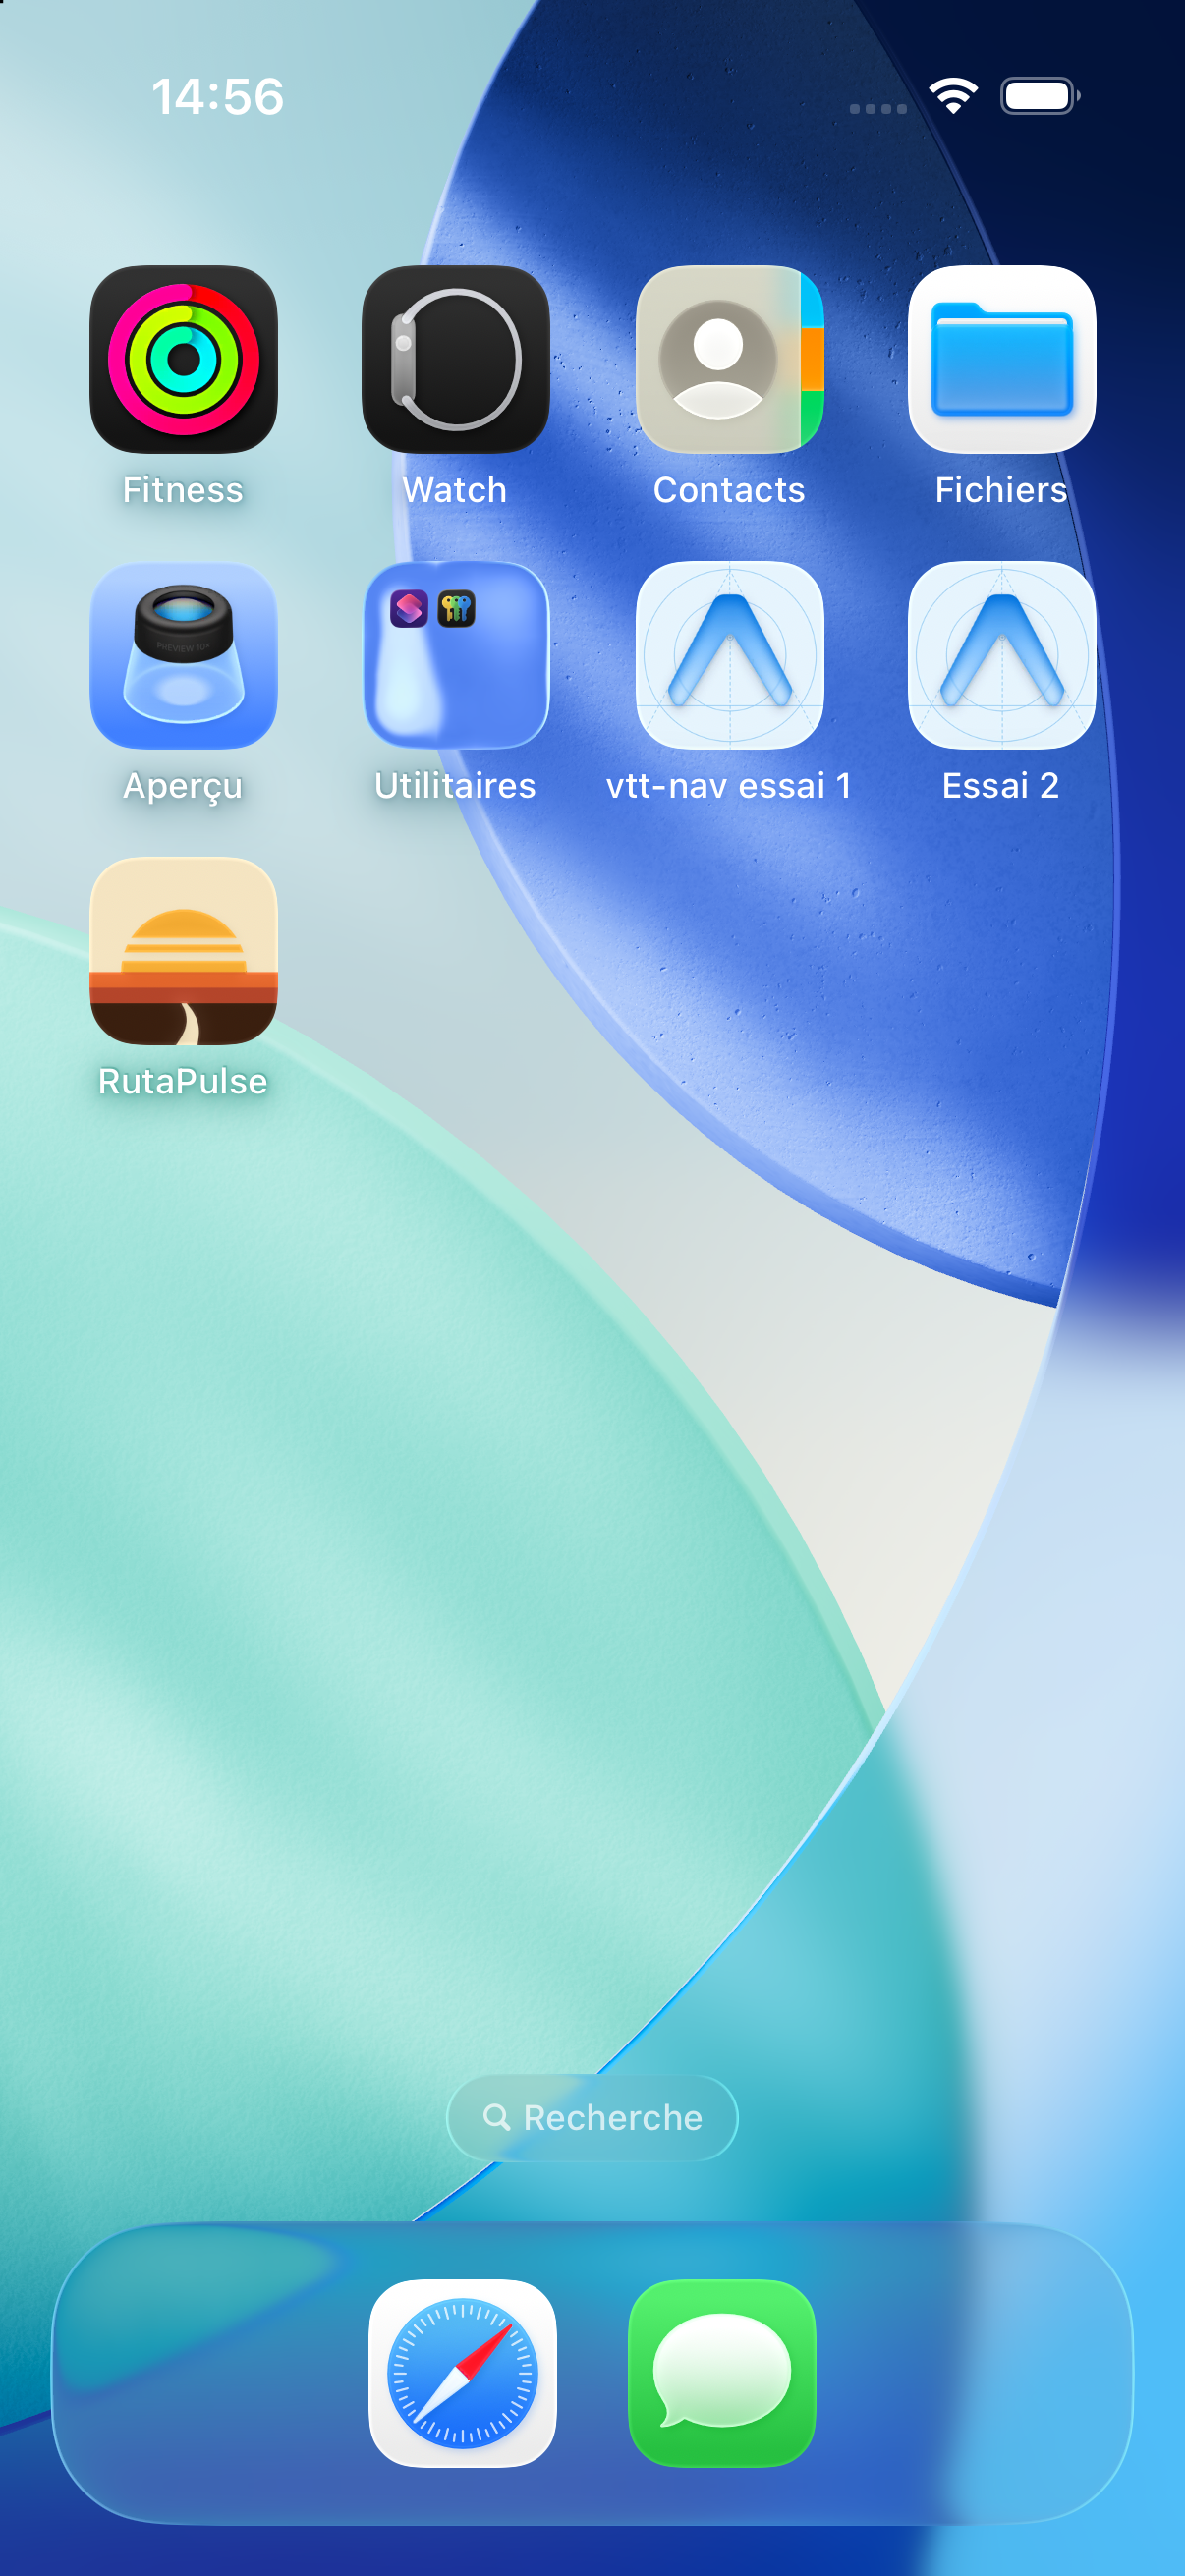 14:56
Fitness
Watch
Contacts
Fichiers
Aperçu
Utilitaires
vtt-nav essai 1
Essai 2
RutaPulse
Recherche